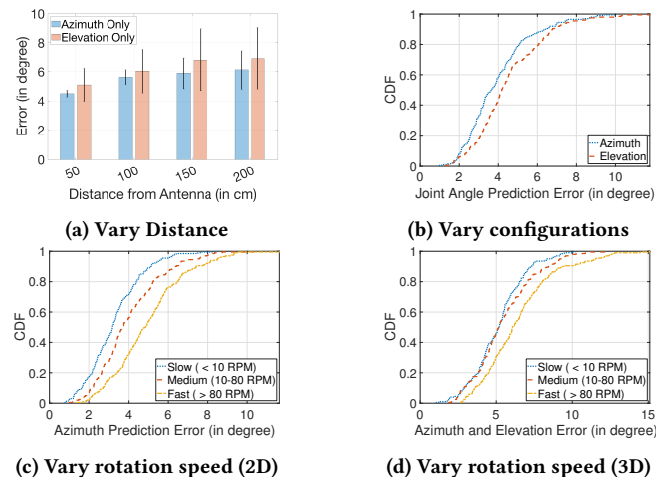 Azimuth Only
Elevation Only
10
8
6
4
2
0
Error (in degree)
50
100
150
200
Distance from Antenna (in cm)
(a) Vary Distance
1
0.8
0.6
0.4
0.2
0
CDF
Azimuth
Elevation
2 4 6 8 10
Joint Angle Prediction Error (in degree)
(b) Vary configurations
1
0.8
0.6
0.4
0.2
0
CDF
Slow ( < 10 RPM)
Medium (10-80 RPM)
Fast ( > 80 RPM)
0 2 4 6 8 10
Azimuth Prediction Error (in degree)
(c) Vary rotation speed (2D)
1
0.8
0.6
0.4
0.2
0
CDF
Slow ( < 10 RPM)
Medium (10-80 RPM)
Fast ( > 80 RPM)
0 5 10 15
Azimuth and Elevation Error (in degree)
(d) Vary rotation speed (3D)